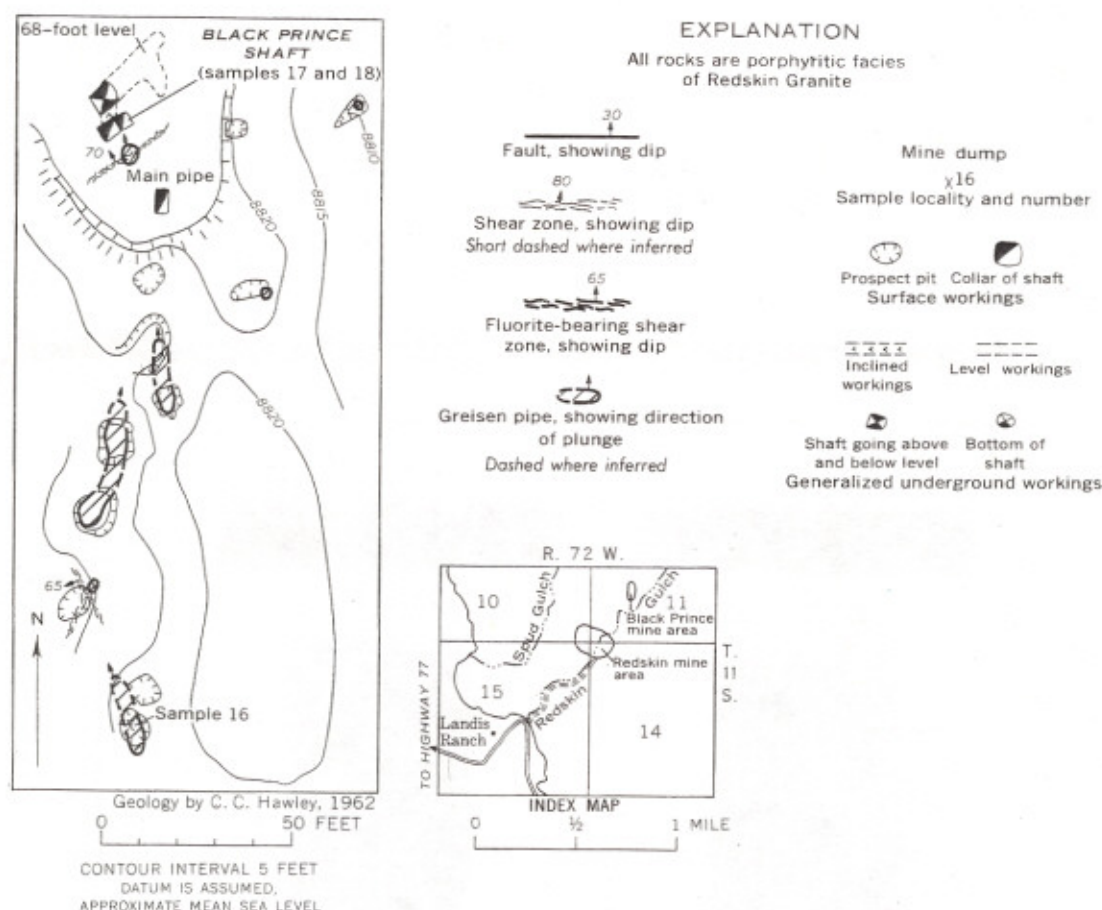 68-foot level
BLACK PRINCE
SHAFT
(samples 17 and 18)
70
Main pipe
8820
8815
8810
8820
65
N
Sample 16
Geology by C. C. Hawley, 1962
0 50 FEET
CONTOUR INTERVAL 5 FEET
DATUM IS ASSUMED,
APPROXIMATE MEAN SEA LEVEL
EXPLANATION
All rocks are porphyritic facies
of Redskin Granite
30
Fault, showing dip
80
Shear zone, showing dip
Short dashed where inferred
65
Fluorite-bearing shear
zone, showing dip
Greisen pipe, showing direction
of plunge
Dashed where inferred
Mine dump
x16
Sample locality and number
Prospect pit Collar of shaft
Surface workings
Inclined
workings
Level workings
Shaft going above
and below level
Bottom of
shaft
Generalized underground workings
R. 72 W.
10
Spud Gulch
Gulch
11
Black Prince
mine area
T.
11
S.
Redskin mine
area
15
Redskin
14
Landis
Ranch
TO HIGHWAY 77
INDEX MAP
0 ½ 1 MILE